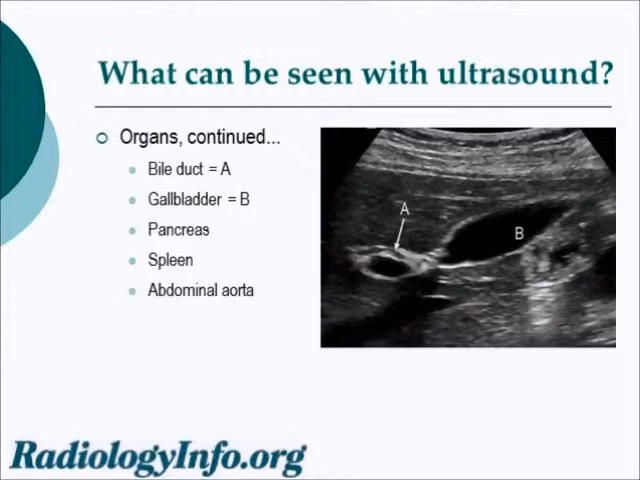 What can be seen with ultrasound?
Organs, continued...
Bile duct = A
Gallbladder = B
Pancreas
Spleen
Abdominal aorta
A
B
RadiologyInfo.org